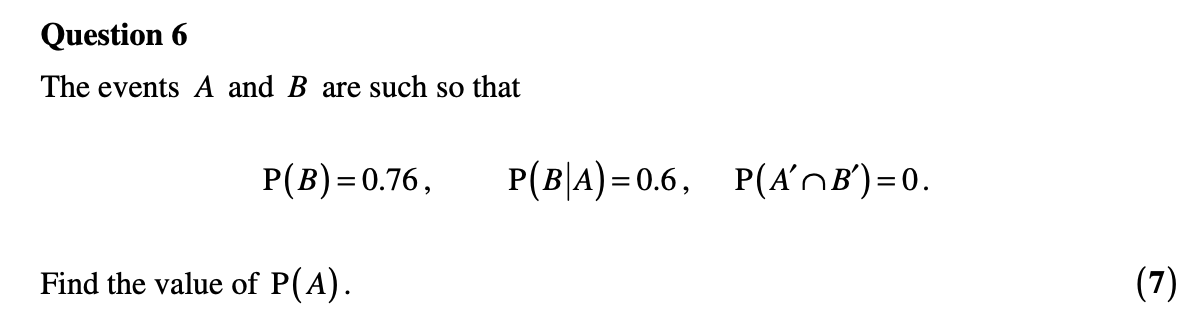 Question 6
The events A and B are such so that
P(B) = 0.76, P(B|A) = 0.6, P(A′∩B′) = 0.
Find the value of P(A). (7)